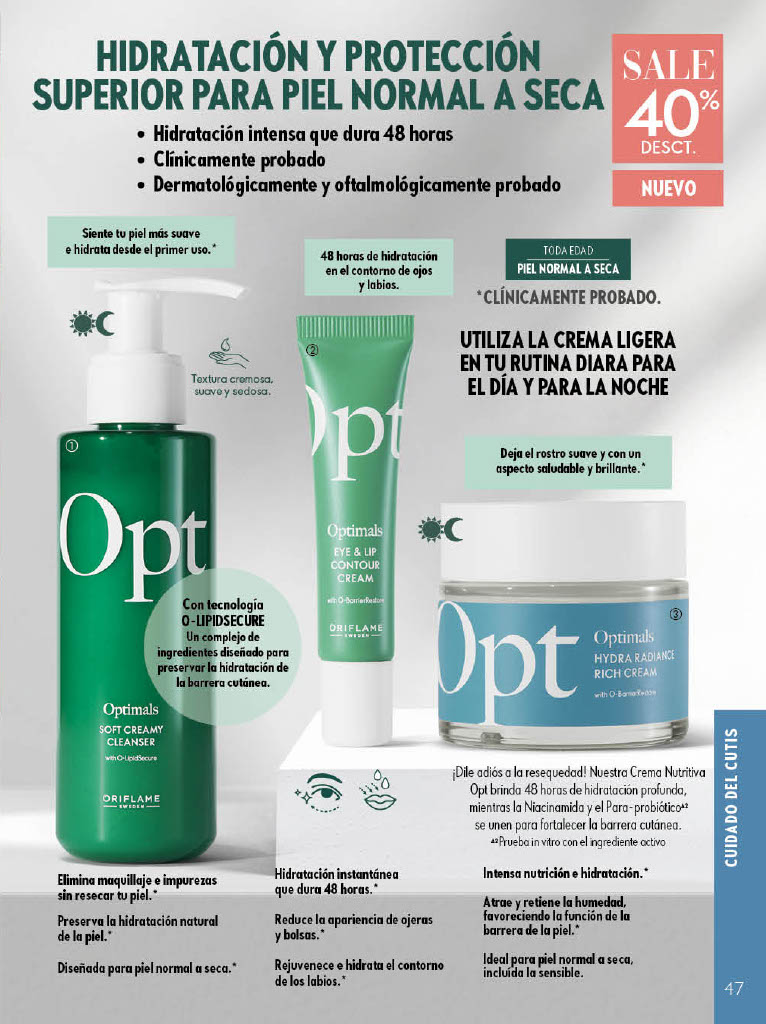 HIDRATACIÓN Y PROTECCIÓN
SUPERIOR PARA PIEL NORMAL A SECA
• Hidratación intensa que dura 48 horas
• Clínicamente probado
• Dermatológicamente y oftalmológicamente probado
SALE
40%
DESCT.
NUEVO
Siente tu piel más suave
e hidrata desde el primer uso.*
48 horas de hidratación
en el contorno de ojos
y labios.
TODA EDAD
PIEL NORMAL A SECA
*CLÍNICAMENTE PROBADO.
UTILIZA LA CREMA LIGERA
EN TU RUTINA DIARA PARA
EL DÍA Y PARA LA NOCHE
Textura cremosa,
suave y sedosa.
Deja el rostro suave y con un
aspecto saludable y brillante.*
①
Opt
Con tecnología
O-LIPIDSECURE
Un complejo de
ingredientes diseñado para
preservar la hidratación de
la barrera cutánea.
Optimals
SOFT CREAMY
CLEANSER
with O-LipidSecure
ORIFLAME
SWEDEN
②
Opt
Optimals
EYE & LIP
CONTOUR
CREAM
with O-BarrierRestore
ORIFLAME
SWEDEN
③
Opt
Optimals
HYDRA RADIANCE
RICH CREAM
with O-BarrierRestore
¡Dile adiós a la resequedad! Nuestra Crema Nutritiva
Opt brinda 48 horas de hidratación profunda,
mientras la Niacinamida y el Para-probiótico⁴²
se unen para fortalecer la barrera cutánea.
⁴²Prueba in vitro con el ingrediente activo
Elimina maquillaje e impurezas
sin resecar tu piel.*
Preserva la hidratación natural
de la piel.*
Diseñada para piel normal a seca.*
Hidratación instantánea
que dura 48 horas.*
Reduce la apariencia de ojeras
y bolsas.*
Rejuvenece e hidrata el contorno
de los labios.*
Intensa nutrición e hidratación.*
Atrae y retiene la humedad,
favoreciendo la función de la
barrera de la piel.*
Ideal para piel normal a seca,
incluída la sensible.
CUIDADO DEL CUTIS
47